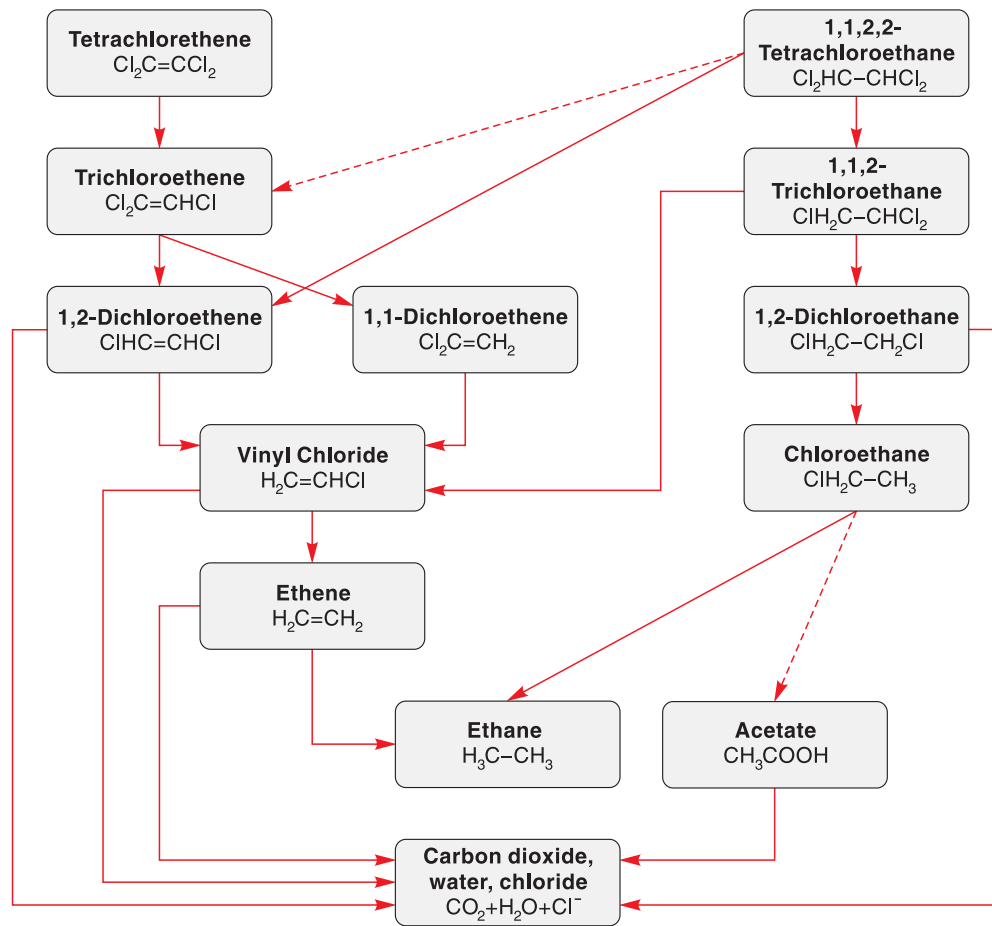 Tetrachlorethene
Cl₂C=CCl₂
1,1,2,2-
Tetrachloroethane
Cl₂HC–CHCl₂
Trichloroethene
Cl₂C=CHCl
1,1,2-
Trichloroethane
ClH₂C–CHCl₂
1,2-Dichloroethene
ClHC=CHCl
1,1-Dichloroethene
Cl₂C=CH₂
1,2-Dichloroethane
ClH₂C–CH₂Cl
Vinyl Chloride
H₂C=CHCl
Chloroethane
ClH₂C–CH₃
Ethene
H₂C=CH₂
Ethane
H₃C–CH₃
Acetate
CH₃COOH
Carbon dioxide,
water, chloride
CO₂+H₂O+Cl⁻